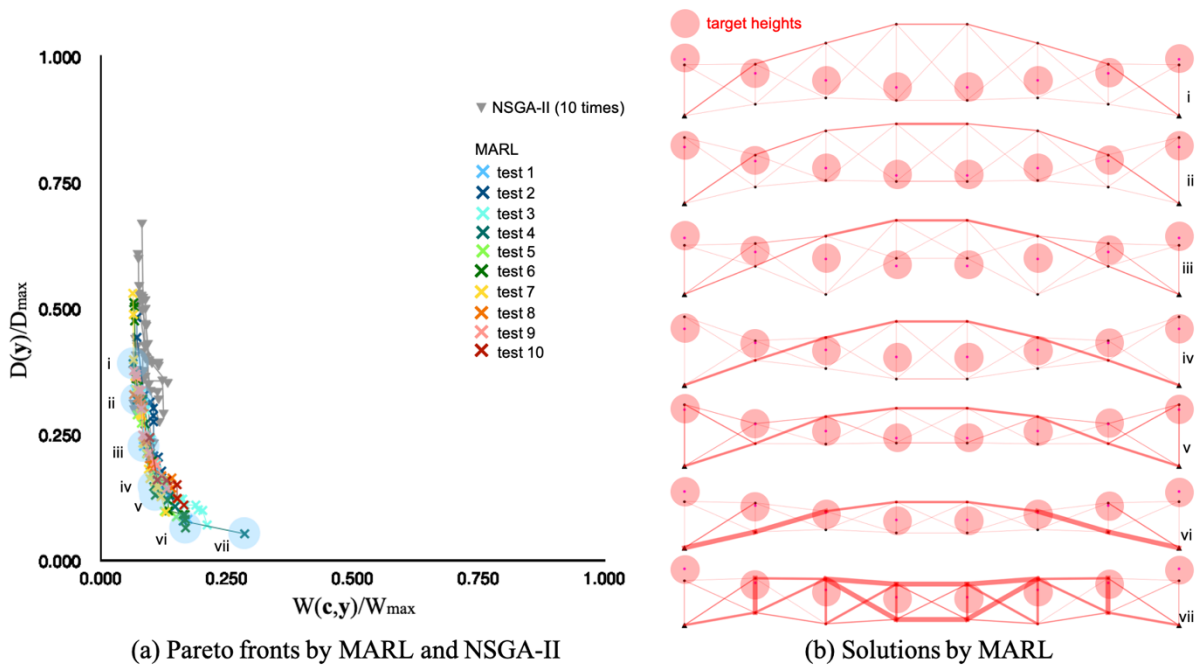 1.000
0.750
0.500
0.250
0.000
D(y)/Dmax
0.000 0.250 0.500 0.750 1.000
W(c,y)/Wmax
NSGA-II (10 times)
MARL
test 1
test 2
test 3
test 4
test 5
test 6
test 7
test 8
test 9
test 10
i
ii
iii
iv
v
vi
vii
(a) Pareto fronts by MARL and NSGA-II
target heights
i
ii
iii
iv
v
vi
vii
(b) Solutions by MARL